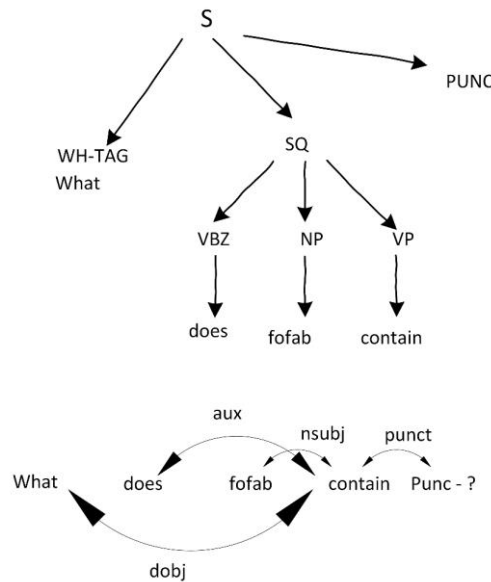 S
PUNC
WH-TAG
What
SQ
VBZ NP VP
does fofab contain
aux
nsubj punct
What does fofab contain Punc - ?
dobj